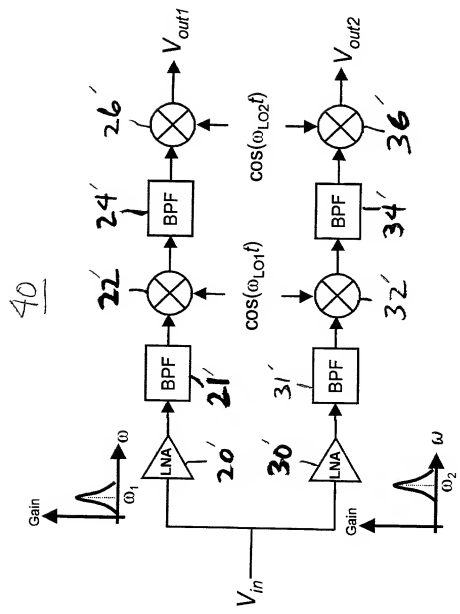 40
Gain
ω
ω1
Vin
LNA
20'
BPF
21'
22'
BPF
24'
26'
Vout1
cos(ωLO1t)
cos(ωLO2t)
LNA
30'
BPF
31'
32'
BPF
34'
36'
Vout2
Gain
ω
ω2